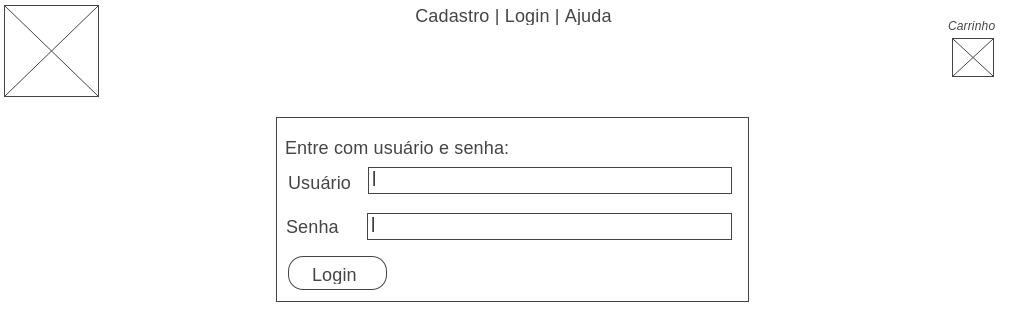 Cadastro | Login | Ajuda
Carrinho
Entre com usuário e senha:
Usuário
Senha
Login